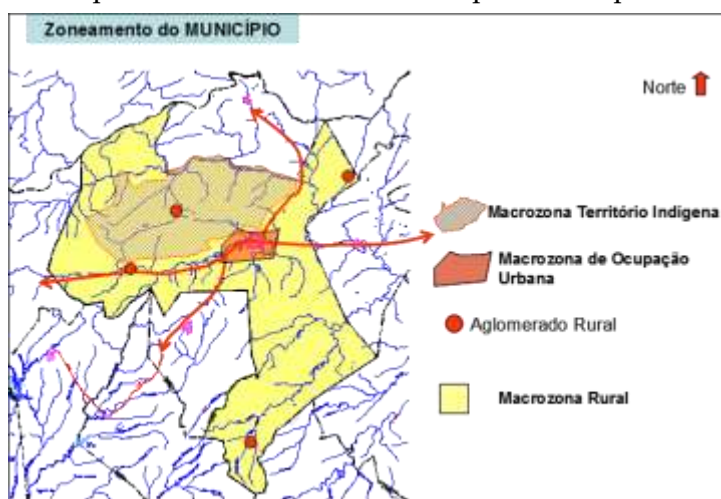 Zoneamento do MUNICÍPIO
Norte
Macrozona Território Indígena
Macrozona de Ocupação
Urbana
Aglomerado Rural
Macrozona Rural